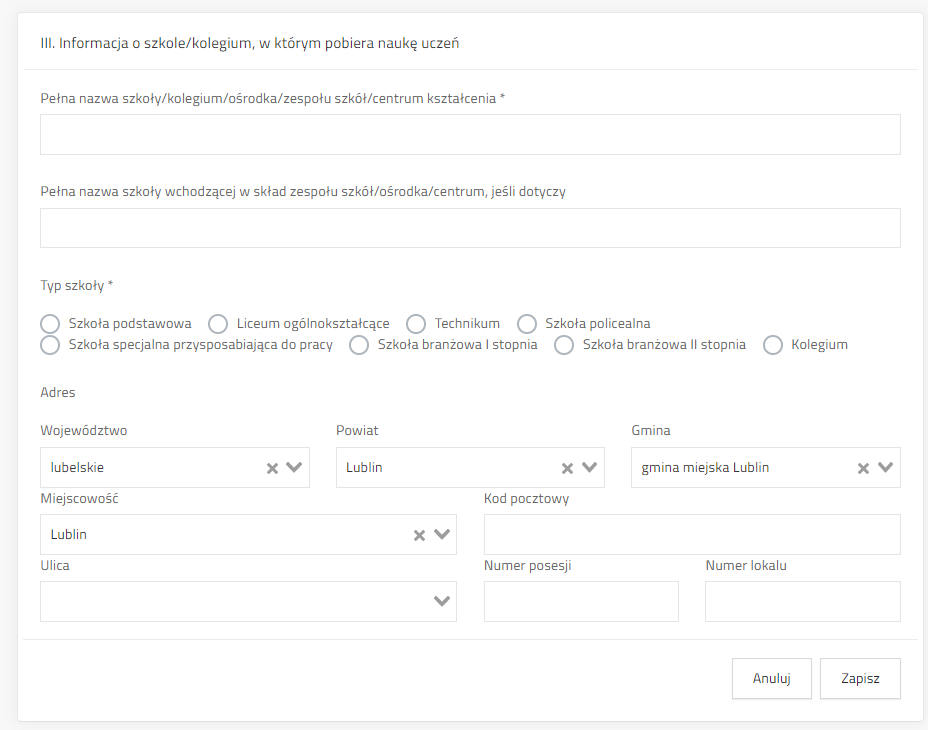 III. Informacja o szkole/kolegium, w którym pobiera naukę uczeń
Pełna nazwa szkoły/kolegium/ośrodka/zespołu szkół/centrum kształcenia *
Pełna nazwa szkoły wchodzącej w skład zespołu szkół/ośrodka/centrum, jeśli dotyczy
Typ szkoły *
Szkoła podstawowa Liceum ogólnokształcące Technikum Szkoła policealna
Szkoła specjalna przysposabiająca do pracy Szkoła branżowa I stopnia Szkoła branżowa II stopnia Kolegium
Adres
Województwo Powiat Gmina
lubelskie Lublin gmina miejska Lublin
Miejscowość Kod pocztowy
Lublin
Ulica Numer posesji Numer lokalu
Anuluj Zapisz